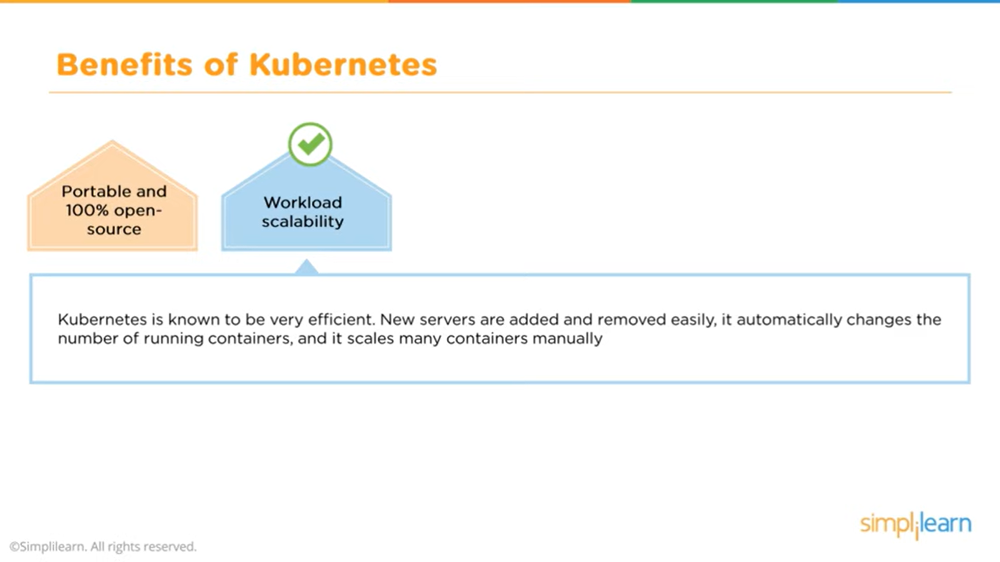 Benefits of Kubernetes
Portable and
100% open-
source
Workload
scalability
Kubernetes is known to be very efficient. New servers are added and removed easily, it automatically changes the
number of running containers, and it scales many containers manually
simplilearn
©Simplilearn. All rights reserved.